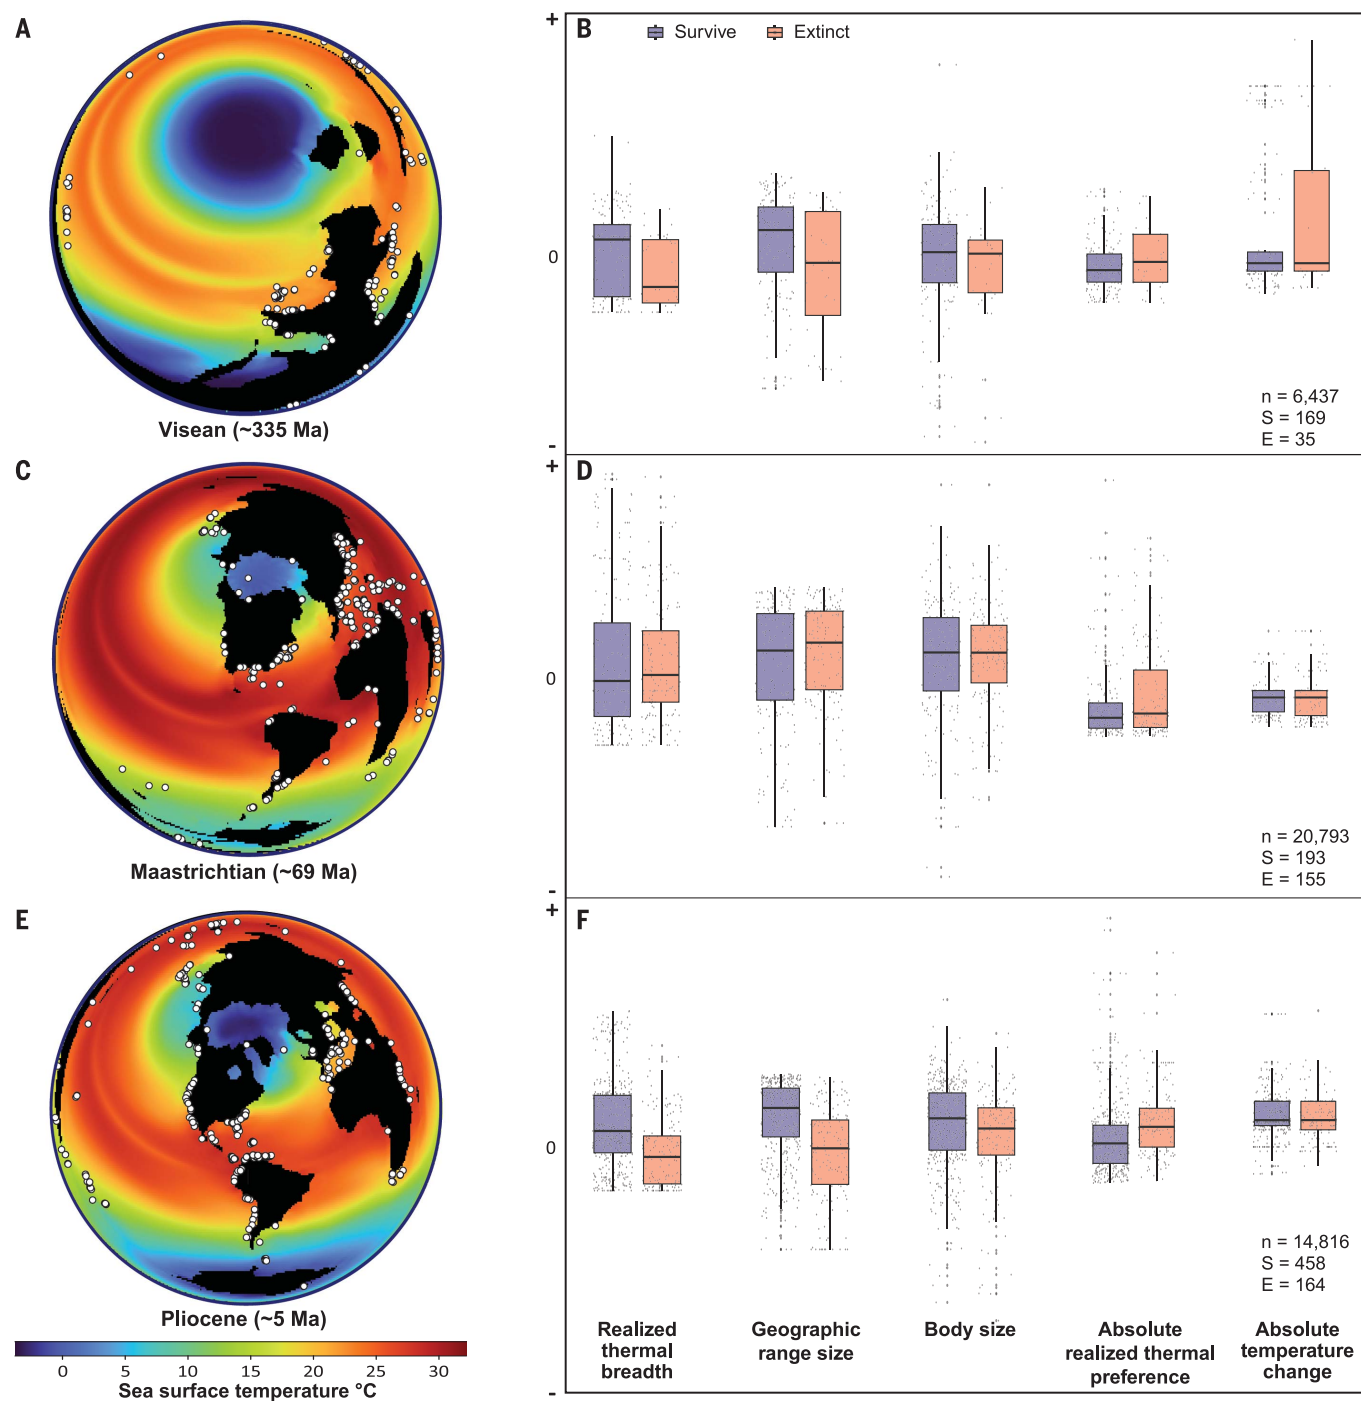 A
Visean (~335 Ma)
+
B
Survive
Extinct
0
n = 6,437
S = 169
E = 35
-
C
Maastrichtian (~69 Ma)
+
D
0
n = 20,793
S = 193
E = 155
-
E
Pliocene (~5 Ma)
+
F
0
n = 14,816
S = 458
E = 164
-
Realized
thermal
breadth
Geographic
range size
Body size
Absolute
realized thermal
preference
Absolute
temperature
change
0
5
10
15
20
25
30
Sea surface temperature °C